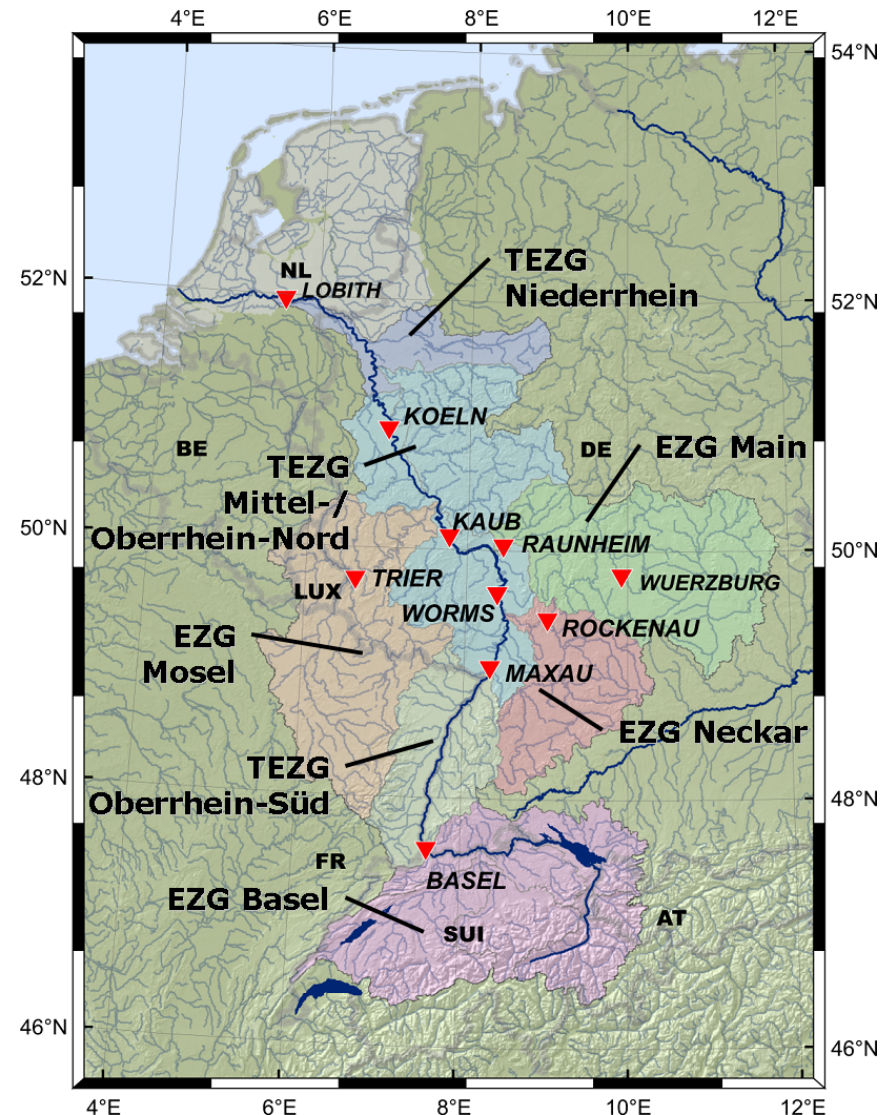 4°E 6°E 8°E 10°E 12°E
54°N
52°N
52°N
NL
LOBITH
TEZG
Niederrhein
KOELN
BE
DE
EZG Main
TEZG
Mittel-/
Oberrhein-Nord
50°N
50°N
KAUB
RAUNHEIM
TRIER
LUX
WUERZBURG
WORMS
ROCKENAU
EZG
Mosel
MAXAU
EZG Neckar
TEZG
Oberrhein-Süd
48°N
48°N
FR
BASEL
EZG Basel
SUI
AT
46°N
46°N
4°E 6°E 8°E 10°E 12°E